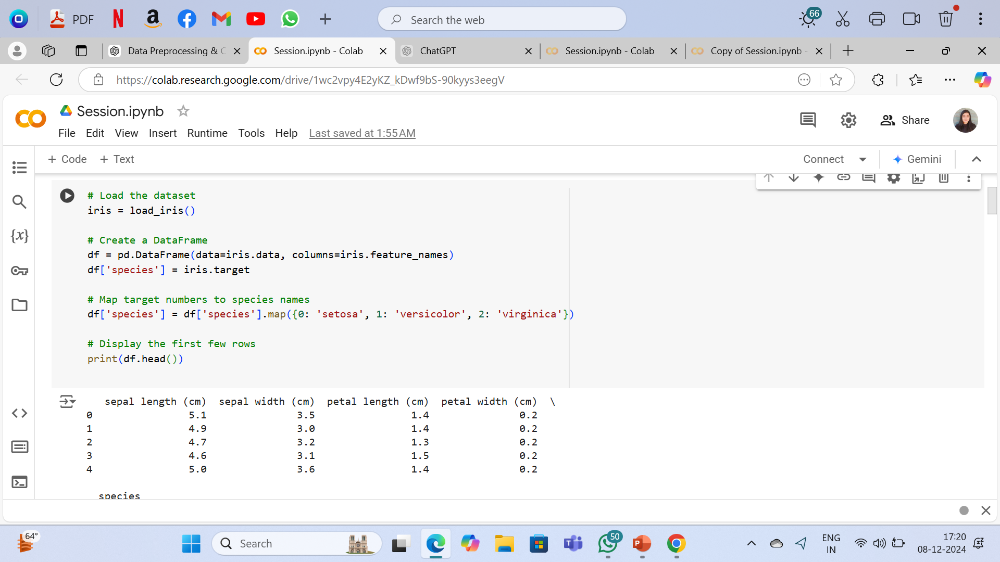 PDF
N
a
Search the web
66
Data Preprocessing & C
Session.ipynb - Colab
ChatGPT
Session.ipynb - Colab
Copy of Session.ipynb -
https://colab.research.google.com/drive/1wc2vpy4E2yKZ_kDwf9bS-90kyys3eegV
Session.ipynb
Share
File Edit View Insert Runtime Tools Help Last saved at 1:55 AM
+ Code + Text
Connect
Gemini
# Load the dataset
iris = load_iris()
# Create a DataFrame
df = pd.DataFrame(data=iris.data, columns=iris.feature_names)
df['species'] = iris.target
# Map target numbers to species names
df['species'] = df['species'].map({0: 'setosa', 1: 'versicolor', 2: 'virginica'})
# Display the first few rows
print(df.head())
{x}
sepal length (cm) sepal width (cm) petal length (cm) petal width (cm) \
0 5.1 3.5 1.4 0.2
1 4.9 3.0 1.4 0.2
2 4.7 3.2 1.3 0.2
3 4.6 3.1 1.5 0.2
4 5.0 3.6 1.4 0.2
species
64°
Search
50
ENG
IN
17:20
08-12-2024